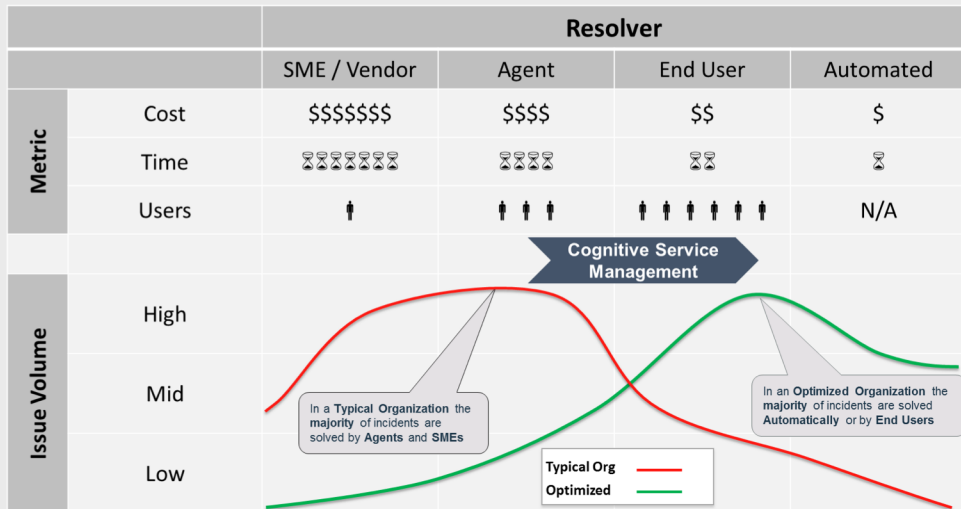 Resolver
SME / Vendor Agent End User Automated
Metric
Cost $$$$$$$ $$$$ $$ $
Time
Users N/A
Cognitive Service
Management
Issue Volume
High
Mid
Low
In a Typical Organization the
majority of incidents are
solved by Agents and SMEs
In an Optimized Organization the
majority of incidents are solved
Automatically or by End Users
Typical Org
Optimized